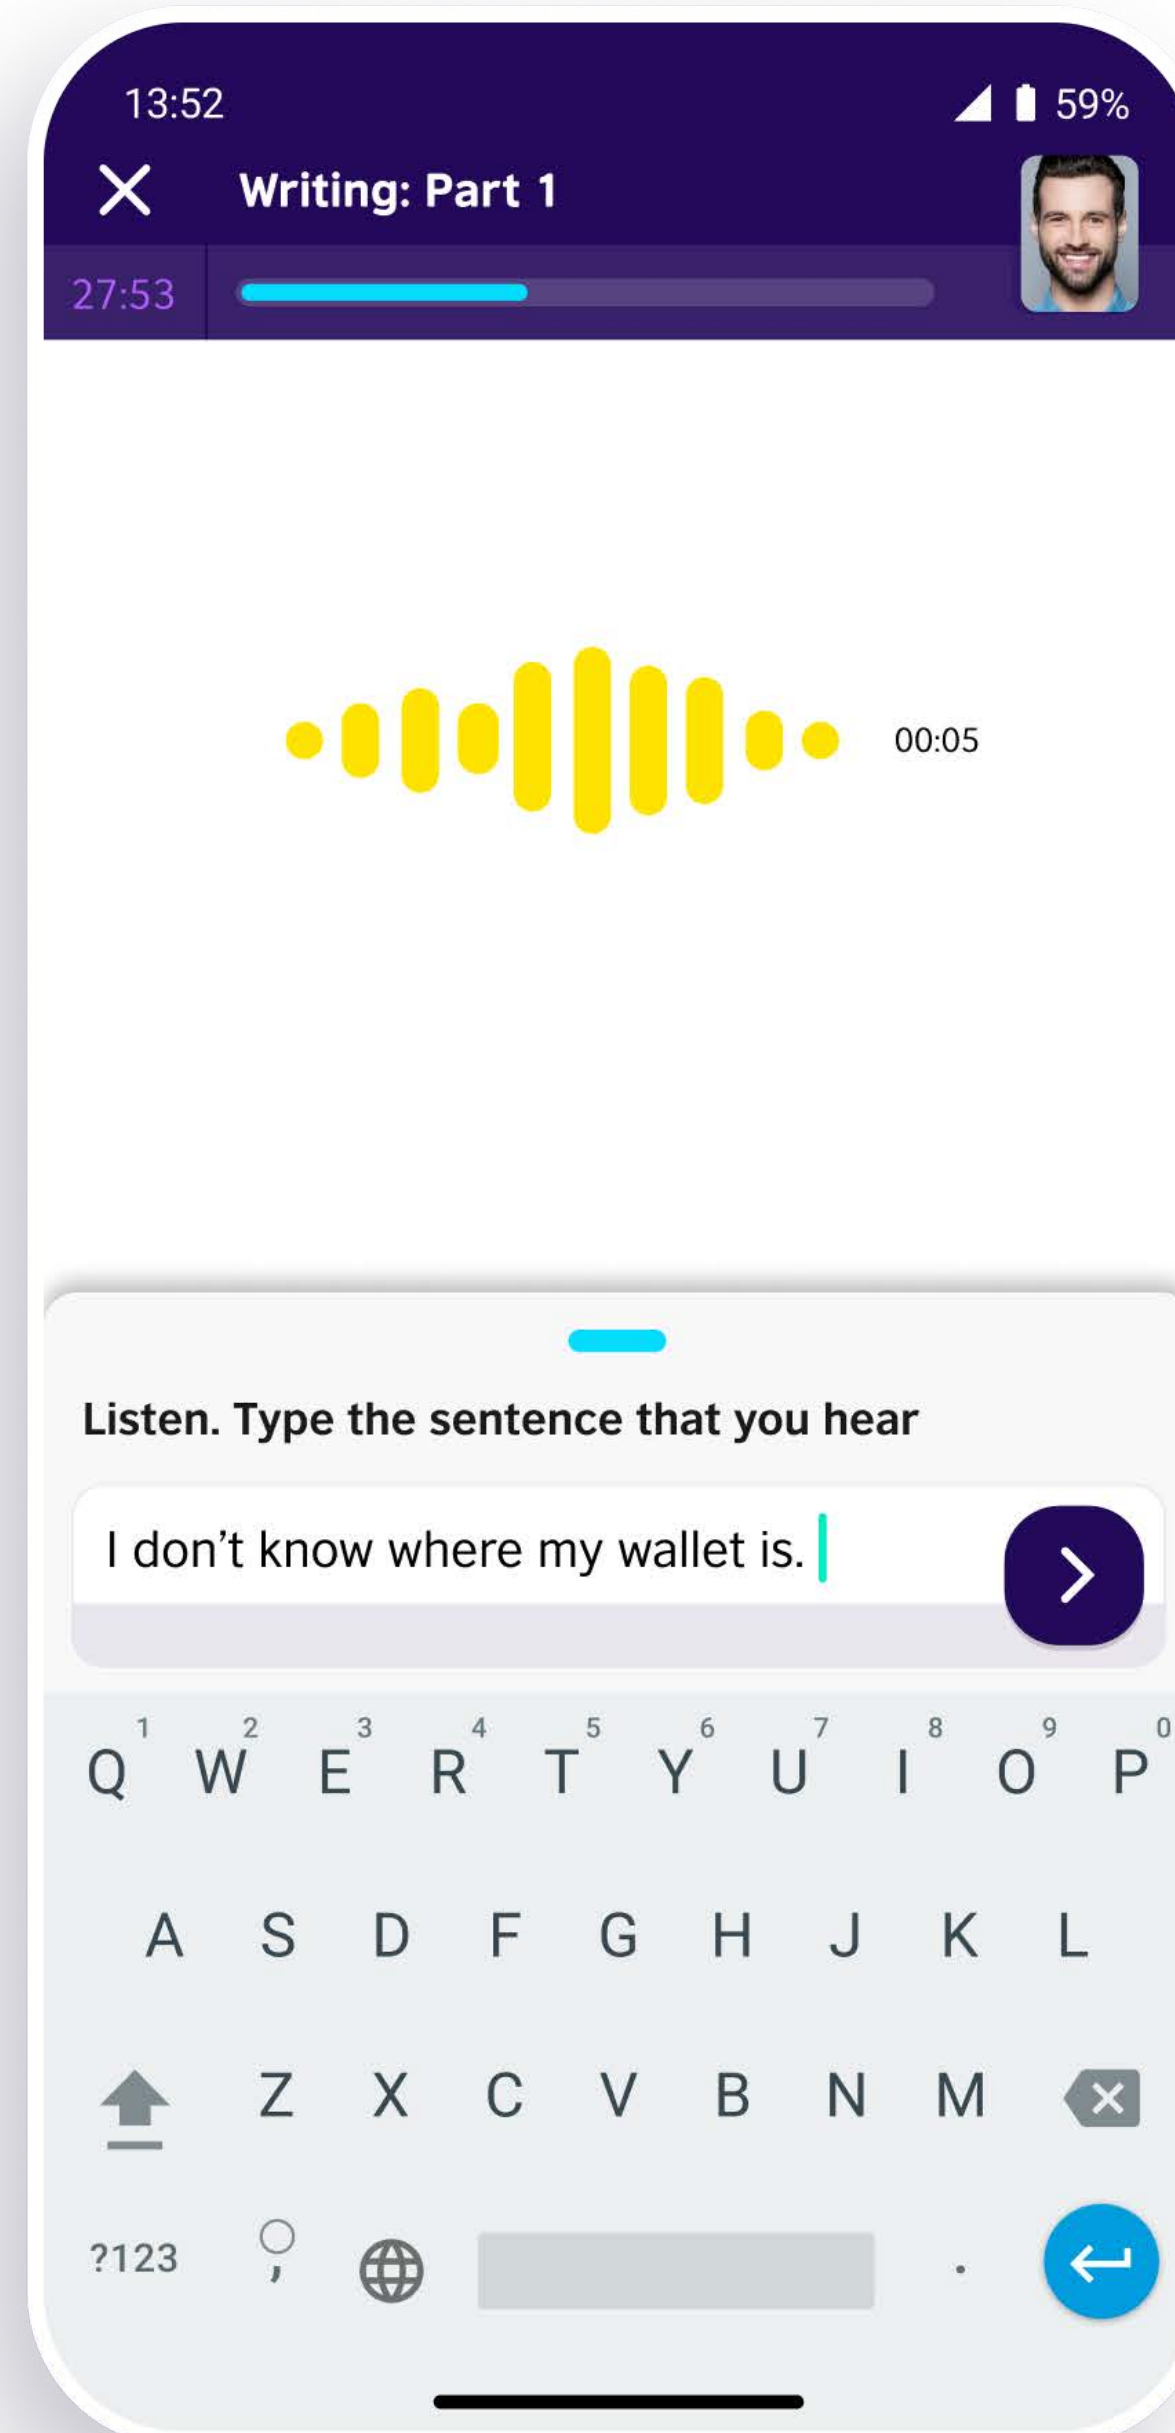 13:52 59%
Writing: Part 1
27:53
00:05
Listen. Type the sentence that you hear
I don’t know where my wallet is.
1 2 3 4 5 6 7 8 9 0
Q W E R T Y U I O P
A S D F G H J K L
Z X C V B N M
?123 , .